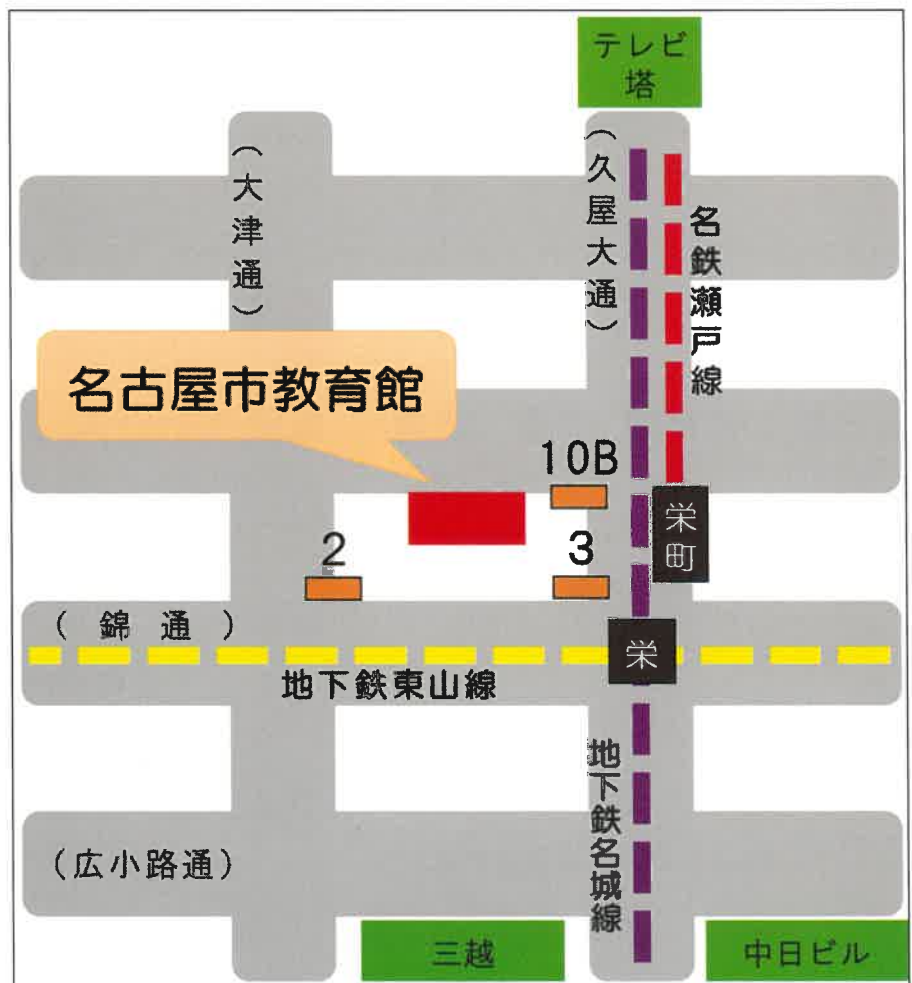 テレビ
塔
（大津通）
（久屋大通）
名鉄瀬戸線
名古屋市教育館
10B
栄町
2
3
（錦通）
栄
地下鉄東山線
地下鉄名城線
（広小路通）
三越
中日ビル